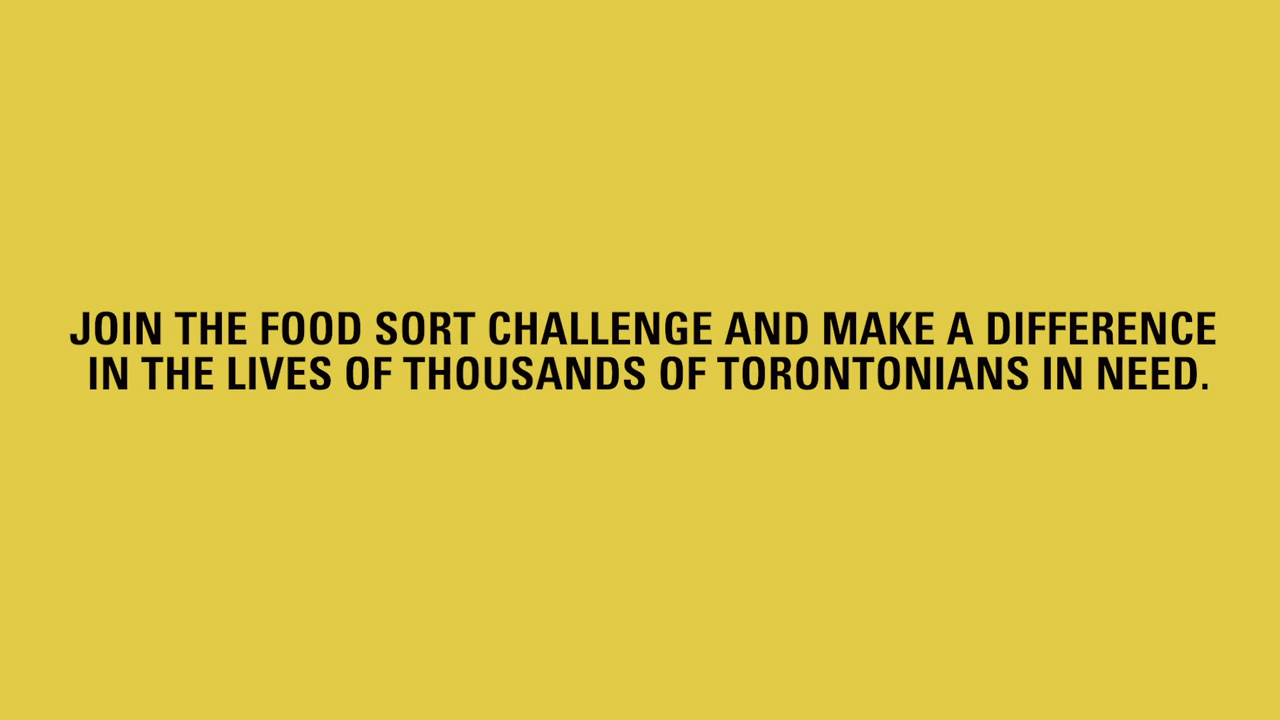 JOIN THE FOOD SORT CHALLENGE AND MAKE A DIFFERENCE
IN THE LIVES OF THOUSANDS OF TORONTONIANS IN NEED.